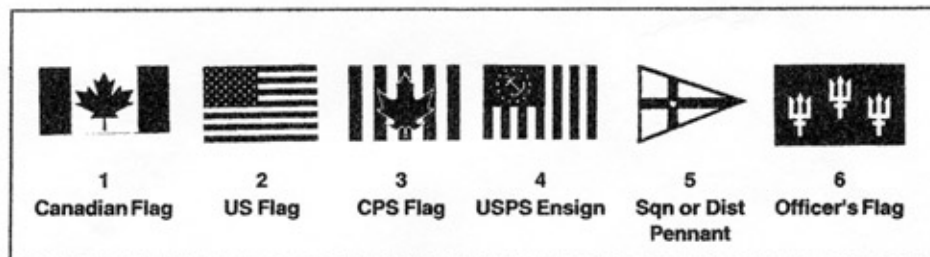 1 2 3 4 5 6
Canadian Flag US Flag CPS Flag USPS Ensign Sqn or Dist Officer's Flag
Pennant